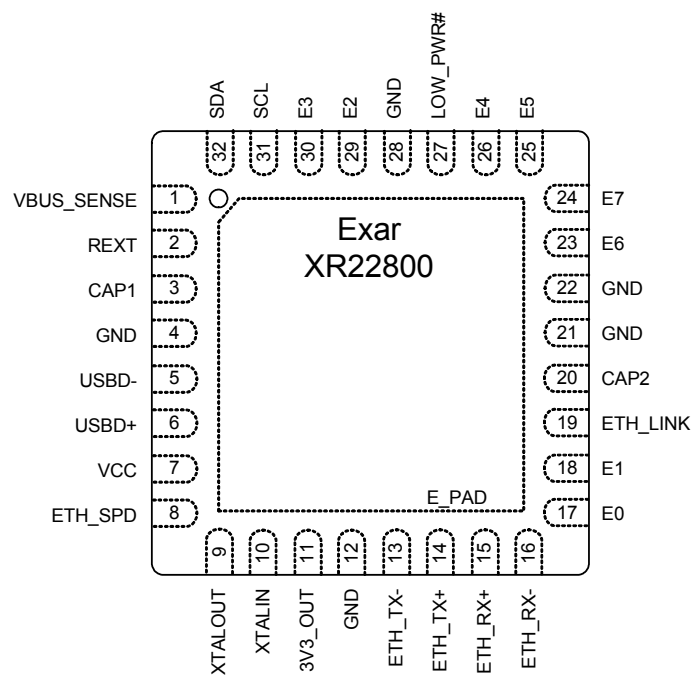 SDA
SCL
E3
E2
GND
LOW_PWR#
E4
E5
32
31
30
29
28
27
26
25
VBUS_SENSE 1
REXT 2
CAP1 3
GND 4
USBD- 5
USBD+ 6
VCC 7
ETH_SPD 8
Exar
XR22800
E_PAD
24 E7
23 E6
22 GND
21 GND
20 CAP2
19 ETH_LINK
18 E1
17 E0
9
10
11
12
13
14
15
16
XTALOUT
XTALIN
3V3_OUT
GND
ETH_TX-
ETH_TX+
ETH_RX+
ETH_RX-